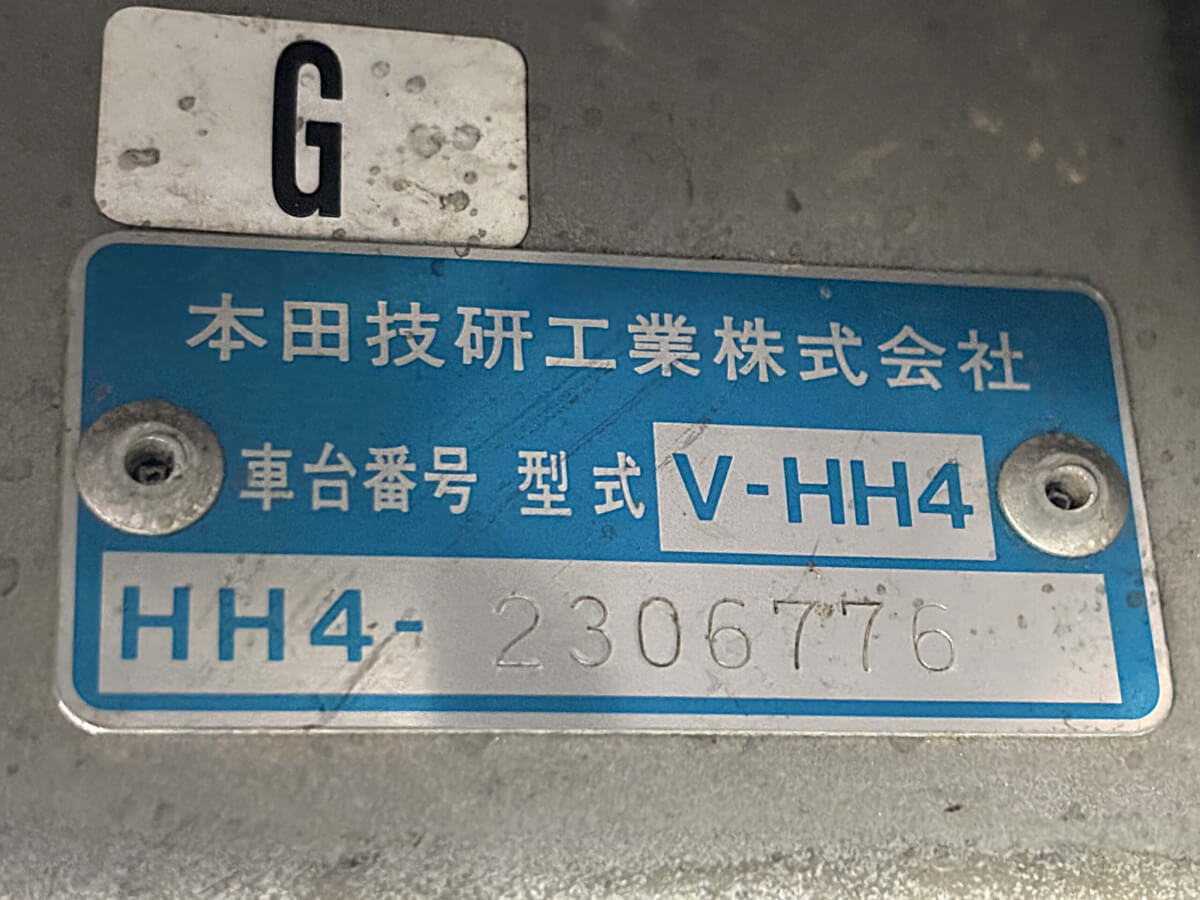 G
本田技研工業株式会社
車台番号 型式 V-HH4
HH4- 2306776